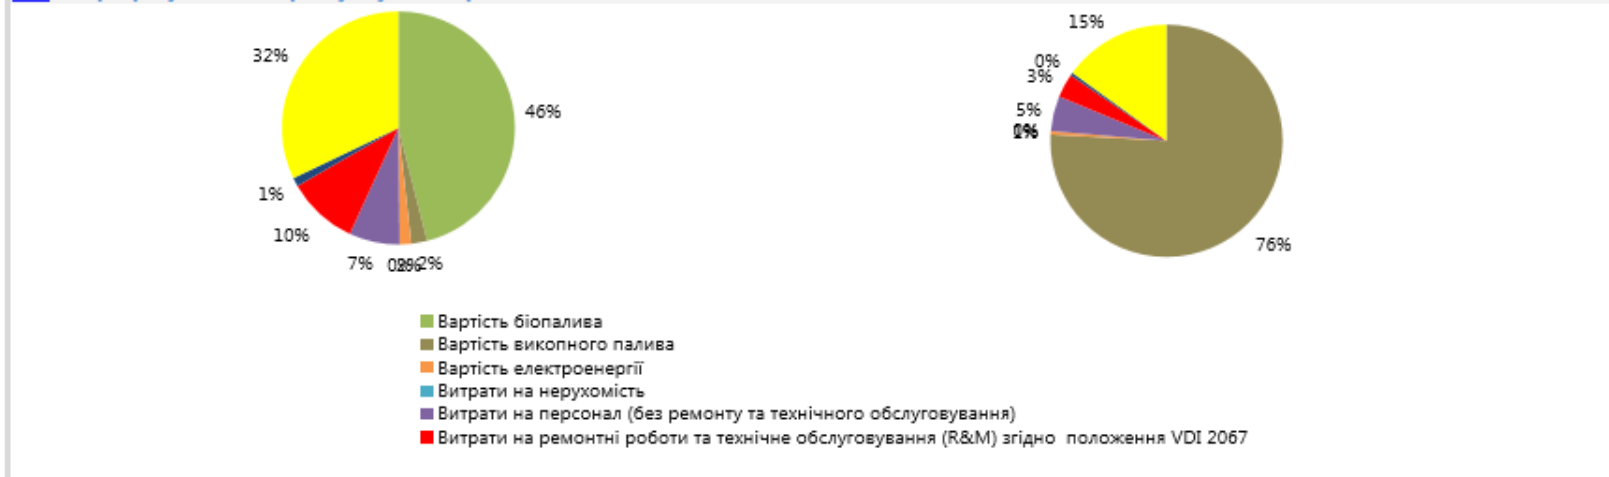 32%
46%
1%
10%
7%
2%
15%
0%
3%
5%
76%
Вартість біопалива
Вартість викопного палива
Вартість електроенергії
Витрати на нерухомість
Витрати на персонал (без ремонту та технічного обслуговування)
Витрати на ремонтні роботи та технічне обслуговування (R&M) згідно положення VDI 2067